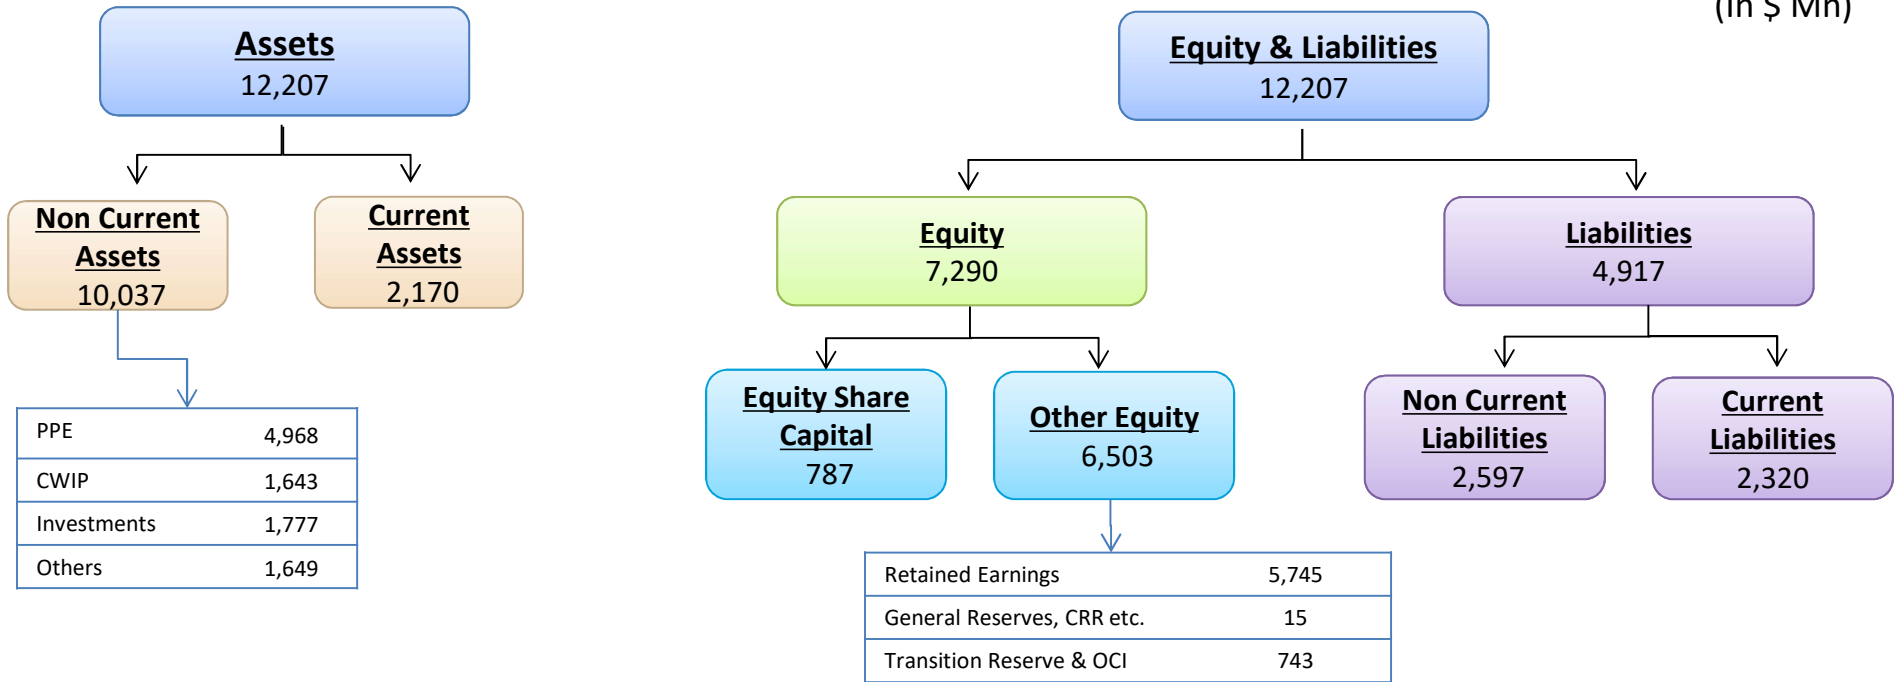 (In $ Mn)
Assets
12,207
Equity & Liabilities
12,207
Non Current
Assets
10,037
Current
Assets
2,170
Equity
7,290
Liabilities
4,917
Equity Share
Capital
787
Other Equity
6,503
Non Current
Liabilities
2,597
Current
Liabilities
2,320
PPE 4,968
CWIP 1,643
Investments 1,777
Others 1,649
Retained Earnings 5,745
General Reserves, CRR etc. 15
Transition Reserve & OCI 743